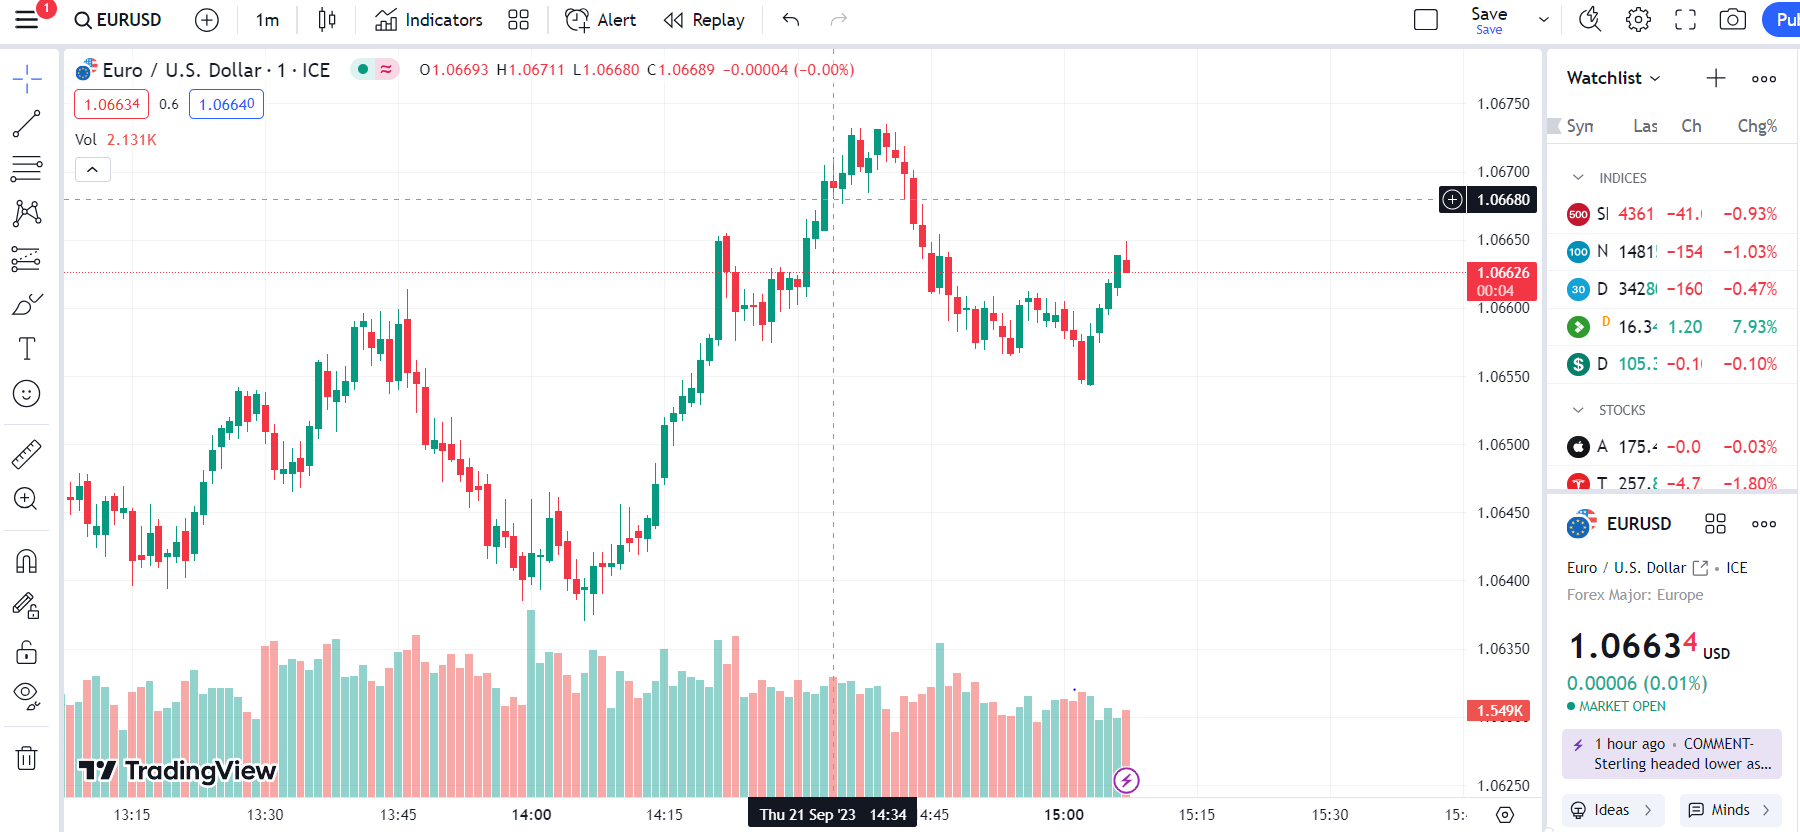 1
EURUSD
1m
Indicators
Alert
Replay
Save
Save
Pu
Euro / U.S. Dollar · 1 · ICE
≈
O1.06693 H1.06711 L1.06680 C1.06689 −0.00004 (−0.00%)
1.06634 0.6 1.06640
Vol 2.131K
1.06750
1.06700
1.06680
1.06650
1.06626
00:04
1.06600
1.06550
1.06500
1.06450
1.06400
1.06350
1.549K
1.06250
TradingView
13:15 13:30 13:45 14:00 14:15 Thu 21 Sep '23 14:34 4:45 15:00 15:15 15:30 15:
Watchlist
Syn Las Ch Chg%
INDICES
500 SI 4361 −41. −0.93%
100 N 1481 −154 −1.03%
30 D 3428 −160 −0.47%
D 16.3 1.20 7.93%
$ D 105. −0.1 −0.10%
STOCKS
A 175. −0.0 −0.03%
T 257. −4.7 −1.80%
EURUSD
Euro / U.S. Dollar • ICE
Forex Major: Europe
1.06634 USD
0.00006 (0.01%)
MARKET OPEN
1 hour ago • COMMENT-
Sterling headed lower as...
Ideas
Minds